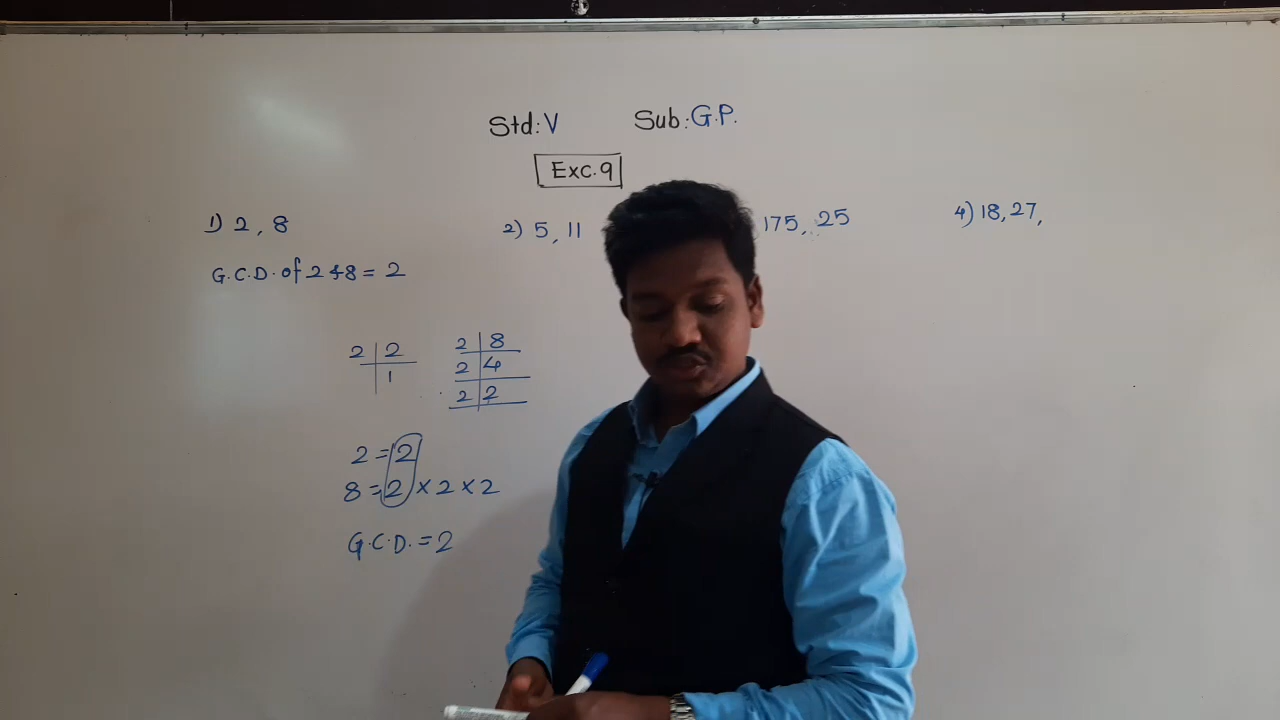 Std: V Sub: G.P.
Exc. 9
1) 2, 8
2) 5, 11
175, 25
4) 18, 27,
G.C.D. of 2 & 8 = 2
2 | 2
1
2 | 8
2 | 4
2 | 2
2 = 2
8 = 2 × 2 × 2
G.C.D. = 2